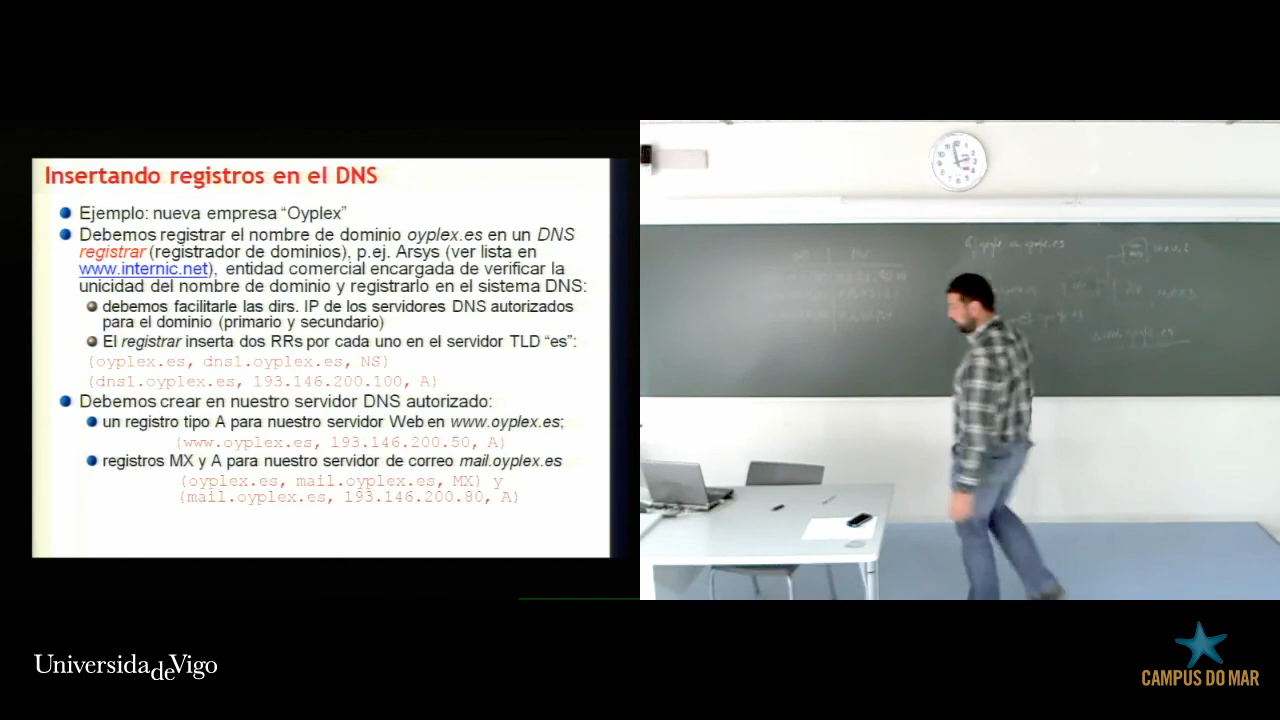 Insertando registros en el DNS
Ejemplo: nueva empresa “Oyplex”
Debemos registrar el nombre de dominio oyplex.es en un DNS
registrar (registrador de dominios), p.ej. Arsys (ver lista en
www.internic.net), entidad comercial encargada de verificar la
unicidad del nombre de dominio y registrarlo en el sistema DNS:
debemos facilitarle las dirs. IP de los servidores DNS autorizados
para el dominio (primario y secundario)
El registrar inserta dos RRs por cada uno en el servidor TLD “es”:
(oyplex.es, dns1.oyplex.es, NS)
(dns1.oyplex.es, 193.146.200.100, A)
Debemos crear en nuestro servidor DNS autorizado:
un registro tipo A para nuestro servidor Web en www.oyplex.es;
(www.oyplex.es, 193.146.200.50, A)
registros MX y A para nuestro servidor de correo mail.oyplex.es
(oyplex.es, mail.oyplex.es, MX) y
(mail.oyplex.es, 193.146.200.80, A)
Universidade Vigo
CAMPUS DO MAR